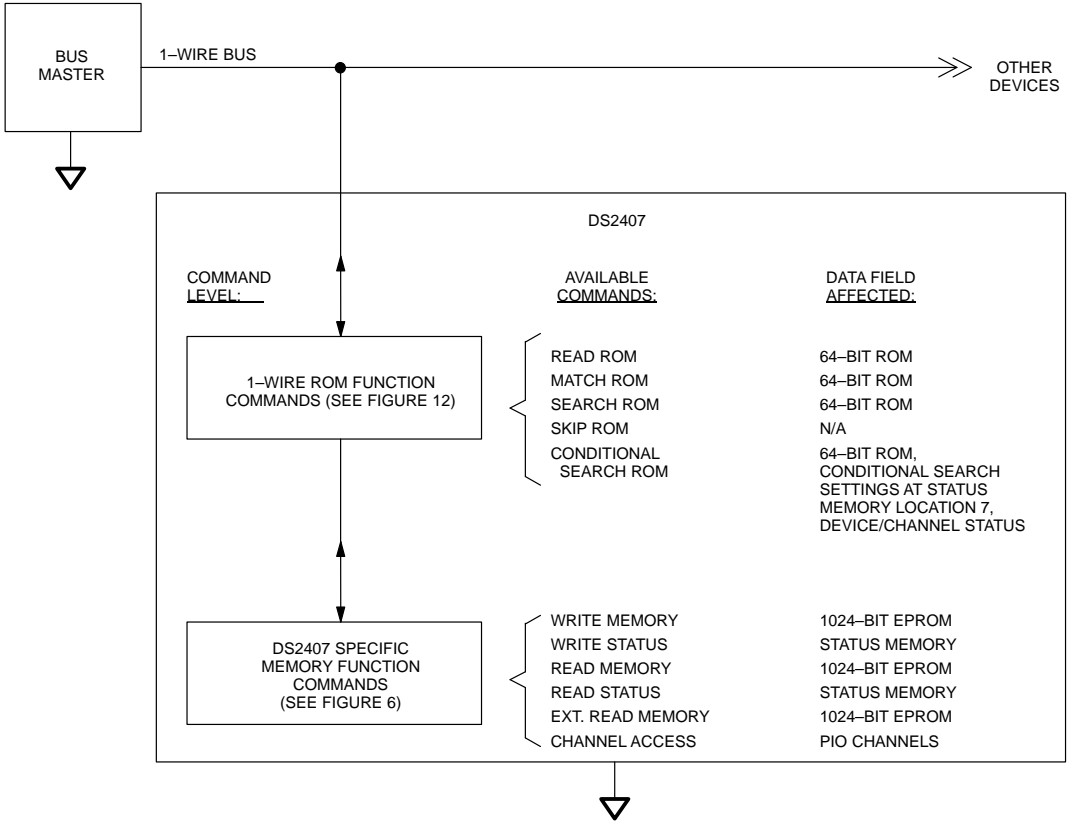 BUS
MASTER
1–WIRE BUS
OTHER
DEVICES
DS2407
COMMAND
LEVEL:
AVAILABLE
COMMANDS:
DATA FIELD
AFFECTED:
1–WIRE ROM FUNCTION
COMMANDS (SEE FIGURE 12)
READ ROM 64–BIT ROM
MATCH ROM 64–BIT ROM
SEARCH ROM 64–BIT ROM
SKIP ROM N/A
CONDITIONAL
SEARCH ROM
64–BIT ROM,
CONDITIONAL SEARCH
SETTINGS AT STATUS
MEMORY LOCATION 7,
DEVICE/CHANNEL STATUS
DS2407 SPECIFIC
MEMORY FUNCTION
COMMANDS
(SEE FIGURE 6)
WRITE MEMORY 1024–BIT EPROM
WRITE STATUS STATUS MEMORY
READ MEMORY 1024–BIT EPROM
READ STATUS STATUS MEMORY
EXT. READ MEMORY 1024–BIT EPROM
CHANNEL ACCESS PIO CHANNELS